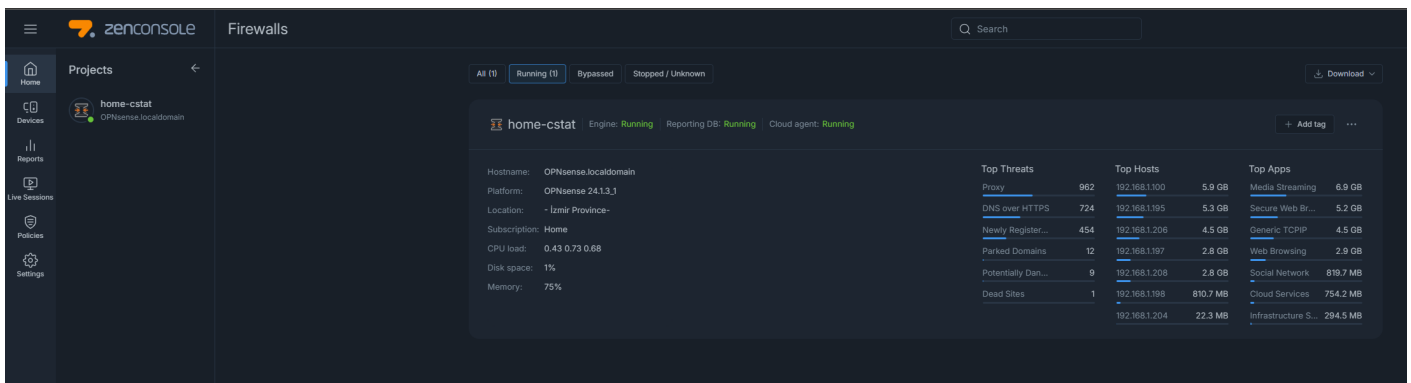 zenconsole
Firewalls
Search
Home
Devices
Reports
Live Sessions
Policies
Settings
Projects
home-cstat
OPNsense.localdomain
All (1)
Running (1)
Bypassed
Stopped / Unknown
Download
home-cstat
Engine: Running
Reporting DB: Running
Cloud agent: Running
+ Add tag
Hostname: OPNsense.localdomain
Platform: OPNsense 24.1.3_1
Location: - İzmir Province-
Subscription: Home
CPU load: 0.43 0.73 0.68
Disk space: 1%
Memory: 75%
Top Threats
Proxy 962
DNS over HTTPS 724
Newly Register... 454
Parked Domains 12
Potentially Dan... 9
Dead Sites 1
Top Hosts
192.168.1.100 5.9 GB
192.168.1.195 5.3 GB
192.168.1.206 4.5 GB
192.168.1.197 2.8 GB
192.168.1.208 2.8 GB
192.168.1.198 810.7 MB
192.168.1.204 22.3 MB
Top Apps
Media Streaming 6.9 GB
Secure Web Br... 5.2 GB
Generic TCPIP 4.5 GB
Web Browsing 2.9 GB
Social Network 819.7 MB
Cloud Services 754.2 MB
Infrastructure S... 294.5 MB